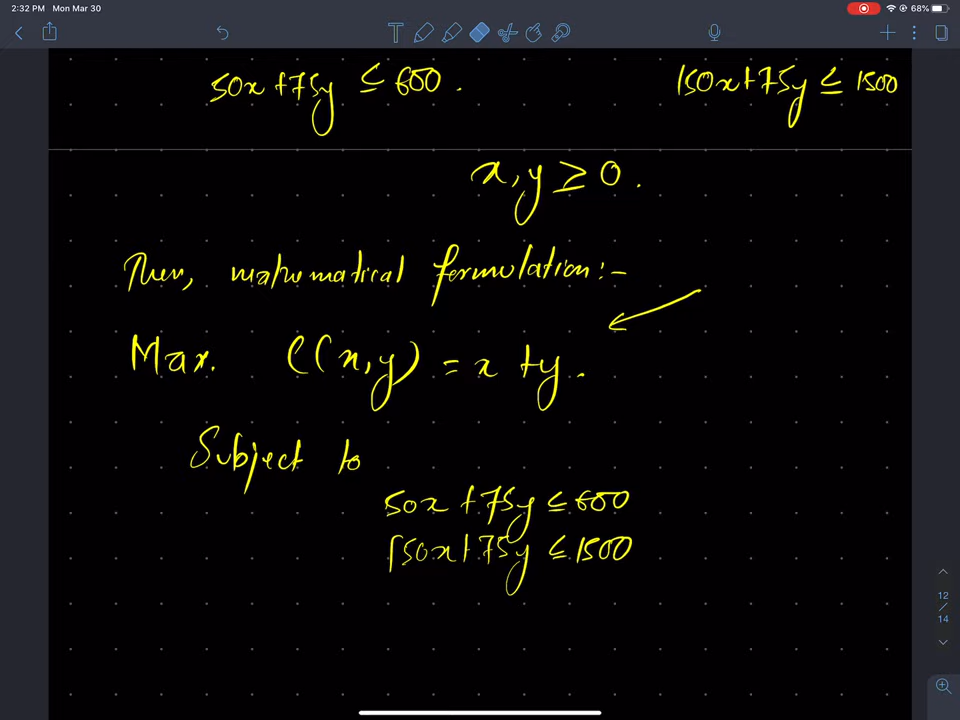 2:32 PM Mon Mar 30 68%
50x + 75y ≤ 600. 150x + 75y ≤ 1500
x, y ≥ 0.
Then, mathematical formulation:-
Max. C(x, y) = x + y.
Subject to
50x + 75y ≤ 600
150x + 75y ≤ 1500
12
/
14